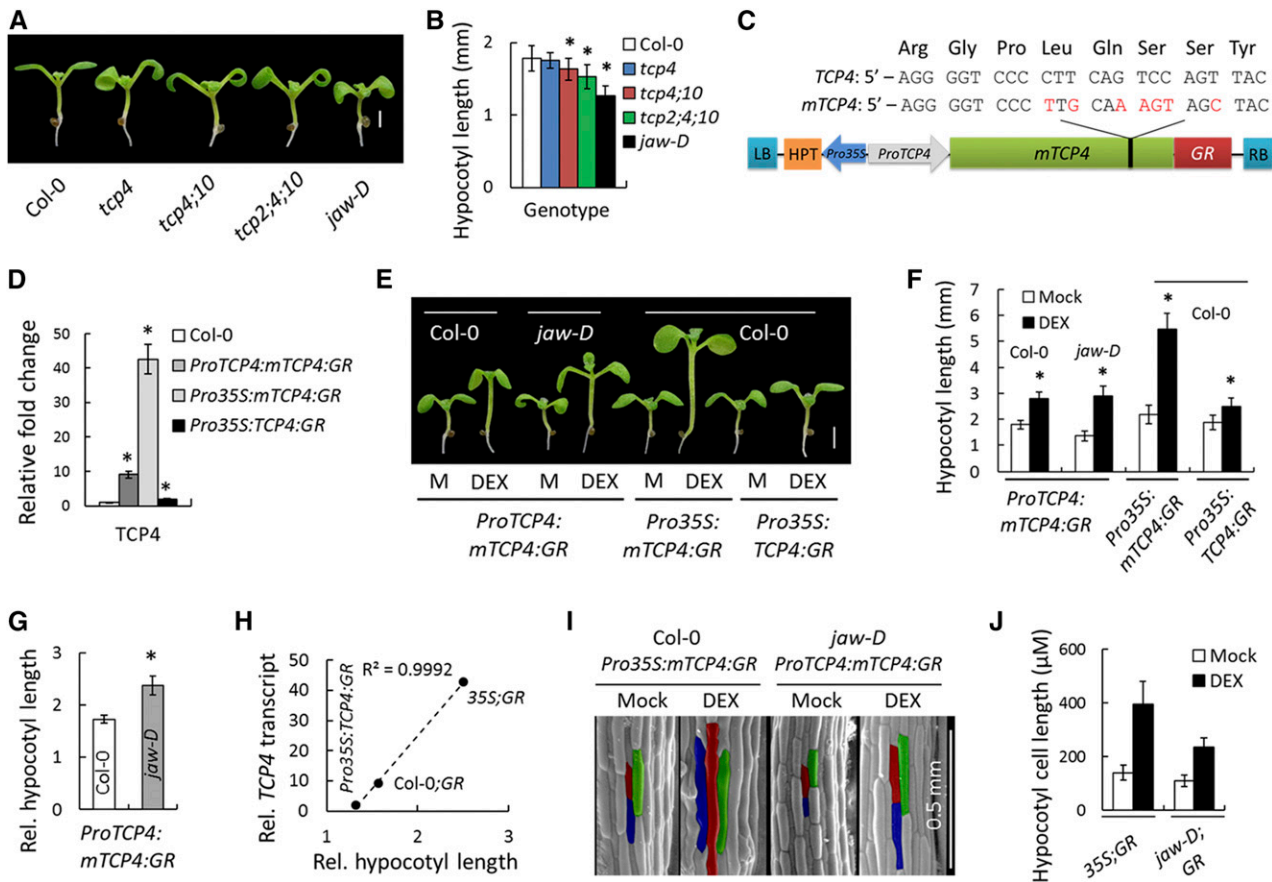 A
Col-0
tcp4
tcp4;10
tcp2;4;10
jaw-D
B
Hypocotyl length (mm)
2
1
0
*
*
*
Col-0
tcp4
tcp4;10
tcp2;4;10
jaw-D
Genotype
C
Arg Gly Pro Leu Gln Ser Ser Tyr
TCP4: 5′ – AGG GGT CCC CTT CAG TCC AGT TAC
mTCP4: 5′ – AGG GGT CCC TTG CAA AGT AGC TAC
LB HPT Pro35S ProTCP4 mTCP4 GR RB
D
Relative fold change
50
40
30
20
10
0
*
*
*
Col-0
ProTCP4:mTCP4:GR
Pro35S:mTCP4:GR
Pro35S:TCP4:GR
TCP4
E
Col-0 jaw-D Col-0
M DEX M DEX M DEX M DEX
ProTCP4: Pro35S: Pro35S:
mTCP4:GR mTCP4:GR TCP4:GR
F
Hypocotyl length (mm)
7
6
5
4
3
2
1
0
Mock
DEX
Col-0
Col-0 jaw-D
*
*
*
*
ProTCP4:
mTCP4:GR
Pro35S:
mTCP4:GR
Pro35S:
TCP4:GR
G
Rel. hypocotyl length
3
2
1
0
*
Col-0
jaw-D
ProTCP4:
mTCP4:GR
H
Rel. TCP4 transcript
50
40
30
20
10
0
R² = 0.9992
Pro35S:TCP4:GR
35S;GR
Col-0;GR
1 2 3
Rel. hypocotyl length
I
Col-0 jaw-D
Pro35S:mTCP4:GR ProTCP4:mTCP4:GR
Mock DEX Mock DEX
0.5 mm
J
Hypocotyl cell length (µM)
600
400
200
0
Mock
DEX
35S;GR
jaw-D;
GR